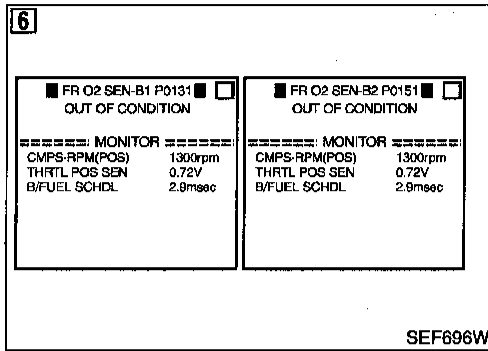 6
FR O2 SEN-B1 P0131
OUT OF CONDITION
====== MONITOR ======
CMPS-RPM(POS) 1300rpm
THRTL POS SEN 0.72V
B/FUEL SCHDL 2.9msec
FR O2 SEN-B2 P0151
OUT OF CONDITION
====== MONITOR ======
CMPS-RPM(POS) 1300rpm
THRTL POS SEN 0.72V
B/FUEL SCHDL 2.9msec
SEF696W